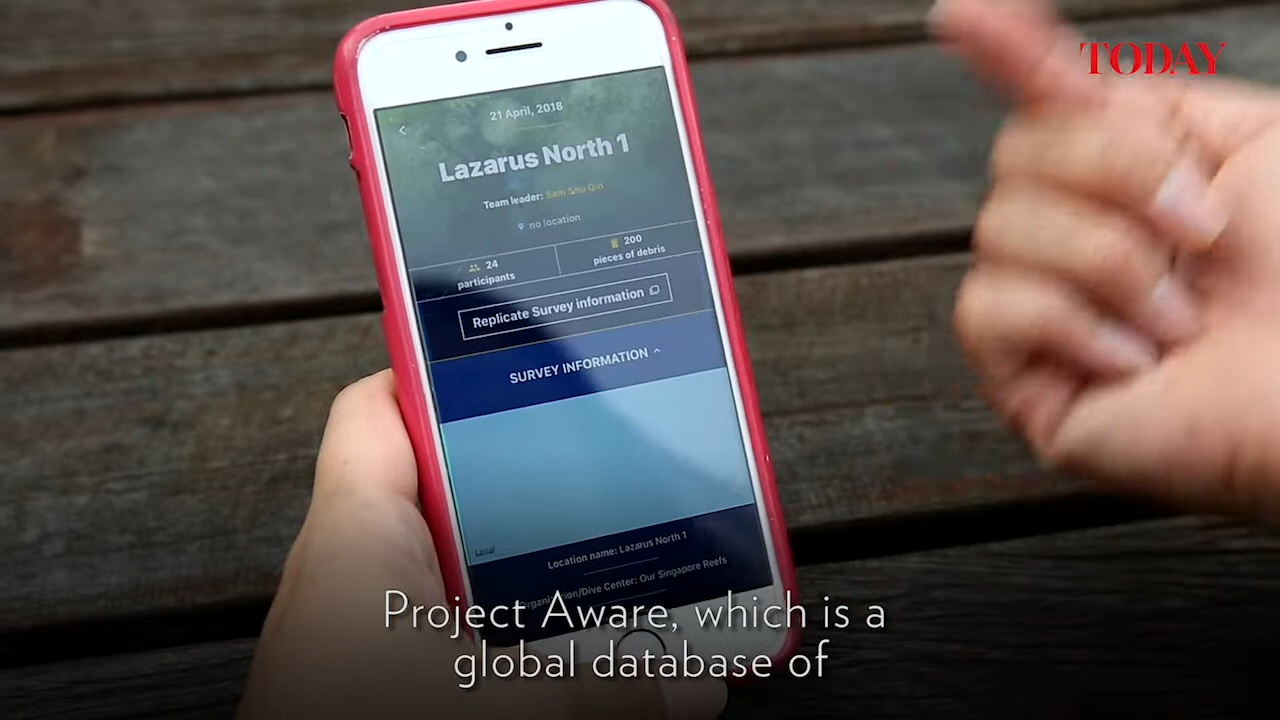 TODAY
21 April, 2018
Lazarus North 1
Team leader: Sam Shu Qin
no location
24
participants
200
pieces of debris
Replicate Survey information
SURVEY INFORMATION
Legal
Location name: Lazarus North 1
Organisation/Dive Center: Our Singapore Reefs
Project Aware, which is a
global database of